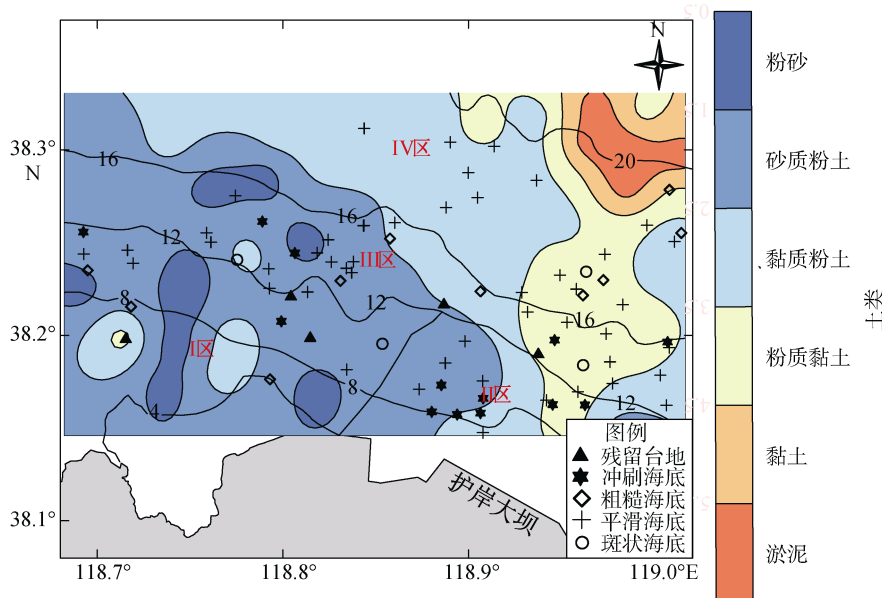 N
0.5
38.3°
N
38.2°
38.1°
118.7°
118.8°
118.9°
119.0°E
16
12
8
4
16
12
8
20
16
12
IV区
III区
I区
II区
护岸大坝
图例
残留台地
冲刷海底
粗糙海底
平滑海底
斑状海底
粉砂
砂质粉土
黏质粉土
粉质黏土
黏土
淤泥
土类